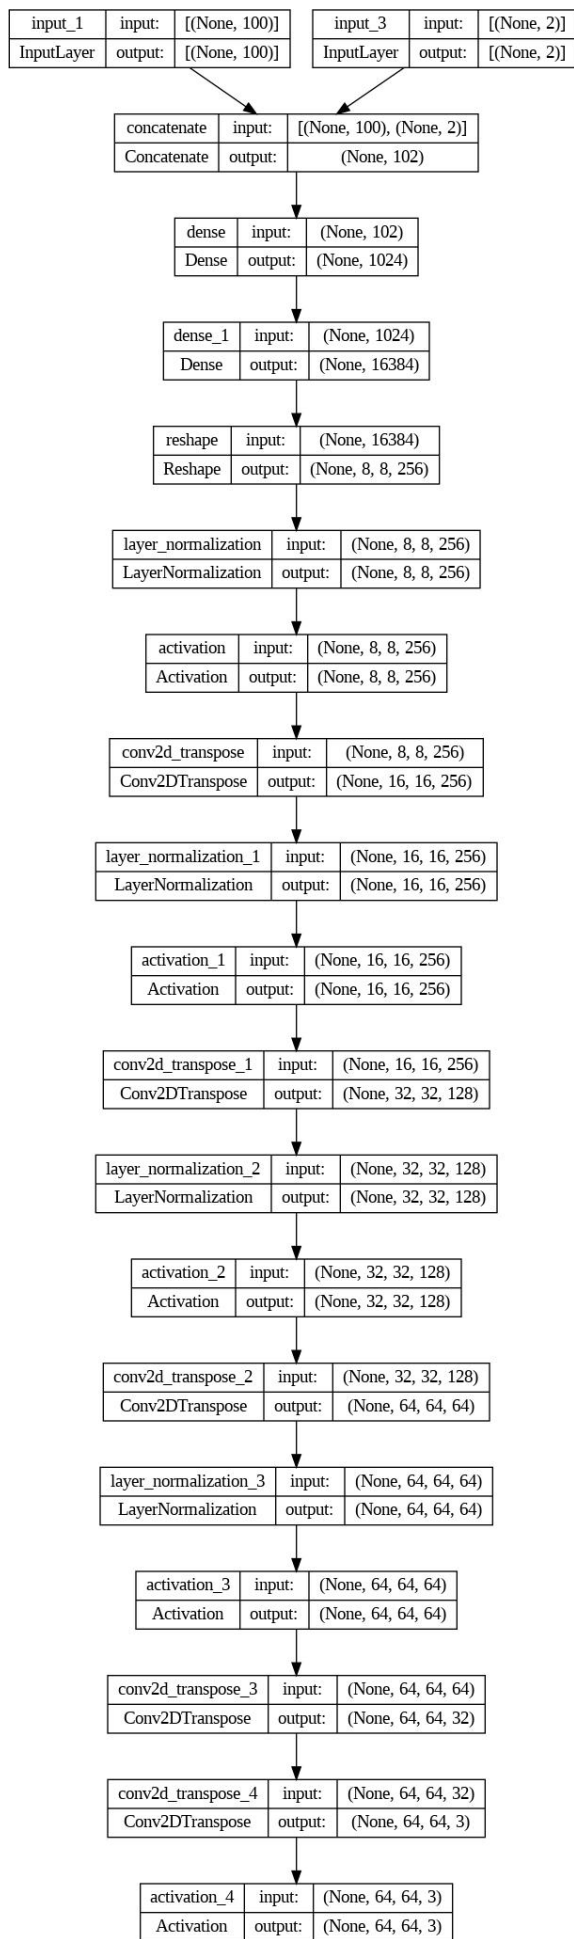 input_1 input: [(None, 100)]
InputLayer output: [(None, 100)]
input_3 input: [(None, 2)]
InputLayer output: [(None, 2)]
concatenate input: [(None, 100), (None, 2)]
Concatenate output: (None, 102)
dense input: (None, 102)
Dense output: (None, 1024)
dense_1 input: (None, 1024)
Dense output: (None, 16384)
reshape input: (None, 16384)
Reshape output: (None, 8, 8, 256)
layer_normalization input: (None, 8, 8, 256)
LayerNormalization output: (None, 8, 8, 256)
activation input: (None, 8, 8, 256)
Activation output: (None, 8, 8, 256)
conv2d_transpose input: (None, 8, 8, 256)
Conv2DTranspose output: (None, 16, 16, 256)
layer_normalization_1 input: (None, 16, 16, 256)
LayerNormalization output: (None, 16, 16, 256)
activation_1 input: (None, 16, 16, 256)
Activation output: (None, 16, 16, 256)
conv2d_transpose_1 input: (None, 16, 16, 256)
Conv2DTranspose output: (None, 32, 32, 128)
layer_normalization_2 input: (None, 32, 32, 128)
LayerNormalization output: (None, 32, 32, 128)
activation_2 input: (None, 32, 32, 128)
Activation output: (None, 32, 32, 128)
conv2d_transpose_2 input: (None, 32, 32, 128)
Conv2DTranspose output: (None, 64, 64, 64)
layer_normalization_3 input: (None, 64, 64, 64)
LayerNormalization output: (None, 64, 64, 64)
activation_3 input: (None, 64, 64, 64)
Activation output: (None, 64, 64, 64)
conv2d_transpose_3 input: (None, 64, 64, 64)
Conv2DTranspose output: (None, 64, 64, 32)
conv2d_transpose_4 input: (None, 64, 64, 32)
Conv2DTranspose output: (None, 64, 64, 3)
activation_4 input: (None, 64, 64, 3)
Activation output: (None, 64, 64, 3)